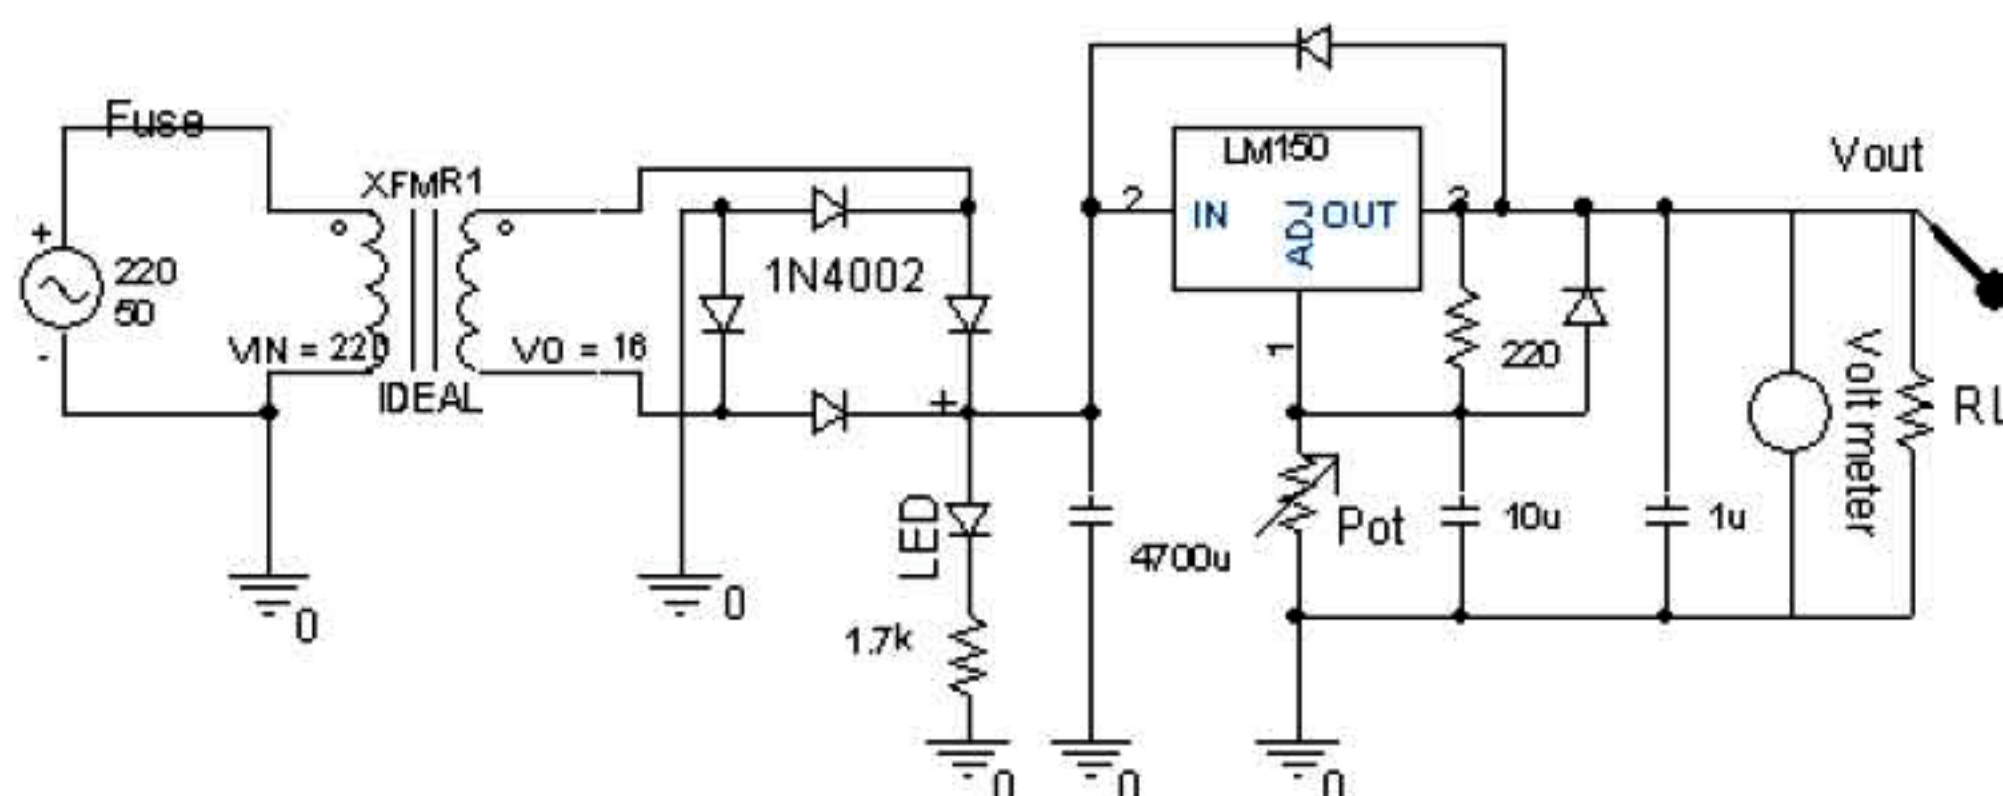 Fuse
+
220
50
-
XFMR1
VIN = 220
IDEAL
VO = 16
0
1N4002
+
0
LED
1.7k
0
4700u
0
LM150
2
IN
ADJ
OUT
1
220
Pot
10u
1u
0
Vout
Volt meter
RL